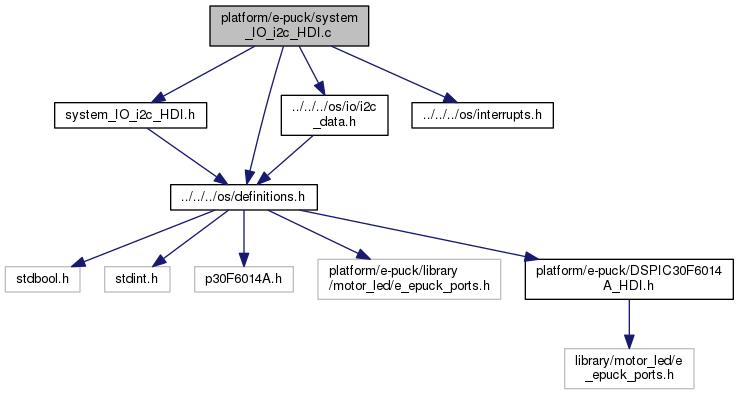 platform/e-puck/system
_IO_i2c_HDI.c
system_IO_i2c_HDI.h
../../../os/io/i2c
_data.h
../../../os/interrupts.h
../../../os/definitions.h
stdbool.h
stdint.h
p30F6014A.h
platform/e-puck/library
/motor_led/e_epuck_ports.h
platform/e-puck/DSPIC30F6014
A_HDI.h
library/motor_led/e
_epuck_ports.h